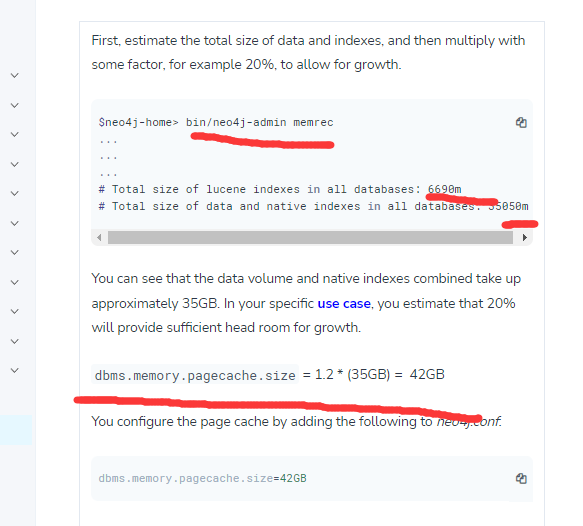 First, estimate the total size of data and indexes, and then multiply with
some factor, for example 20%, to allow for growth.
$neo4j-home> bin/neo4j-admin memrec
...
...
...
# Total size of lucene indexes in all databases: 6690m
# Total size of data and native indexes in all databases: 35050m
You can see that the data volume and native indexes combined take up
approximately 35GB. In your specific use case, you estimate that 20%
will provide sufficient head room for growth.
dbms.memory.pagecache.size = 1.2 * (35GB) = 42GB
You configure the page cache by adding the following to neo4j.conf:
dbms.memory.pagecache.size=42GB